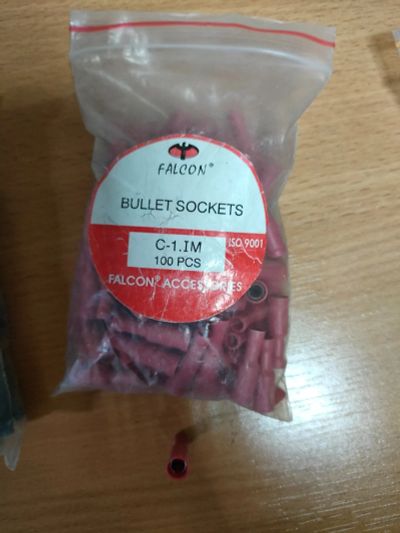 FALCON®
BULLET SOCKETS
C-1.IM
100 PCS
ISO 9001
FALCON® ACCESSORIES